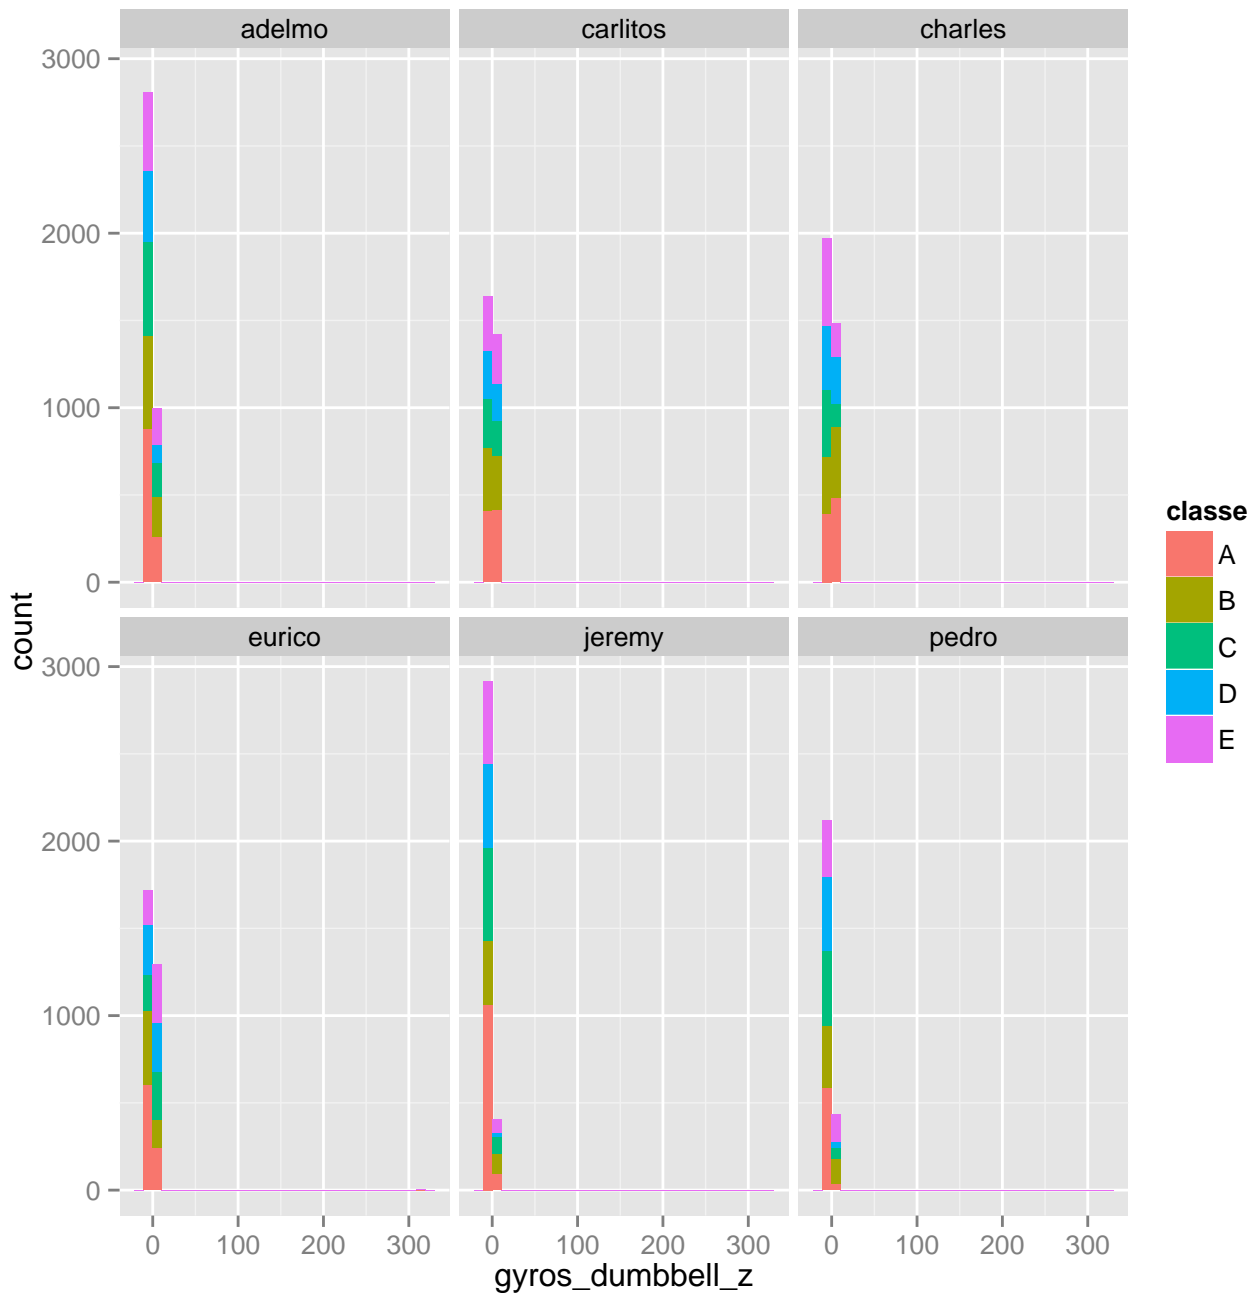 adelmo carlitos charles
3000
2000
1000
0
eurico jeremy pedro
3000
2000
1000
0
0 100 200 300 0 100 200 300 0 100 200 300
gyros_dumbbell_z
count
classe
A
B
C
D
E